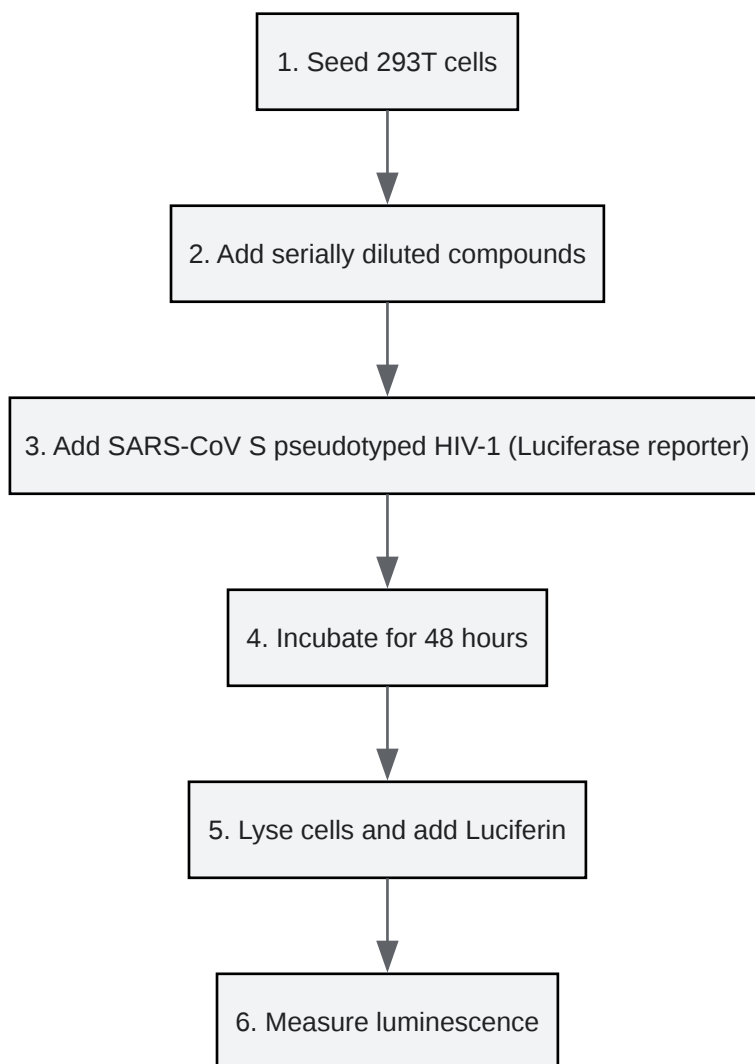 1. Seed 293T cells
2. Add serially diluted compounds
3. Add SARS-CoV S pseudotyped HIV-1 (Luciferase reporter)
4. Incubate for 48 hours
5. Lyse cells and add Luciferin
6. Measure luminescence